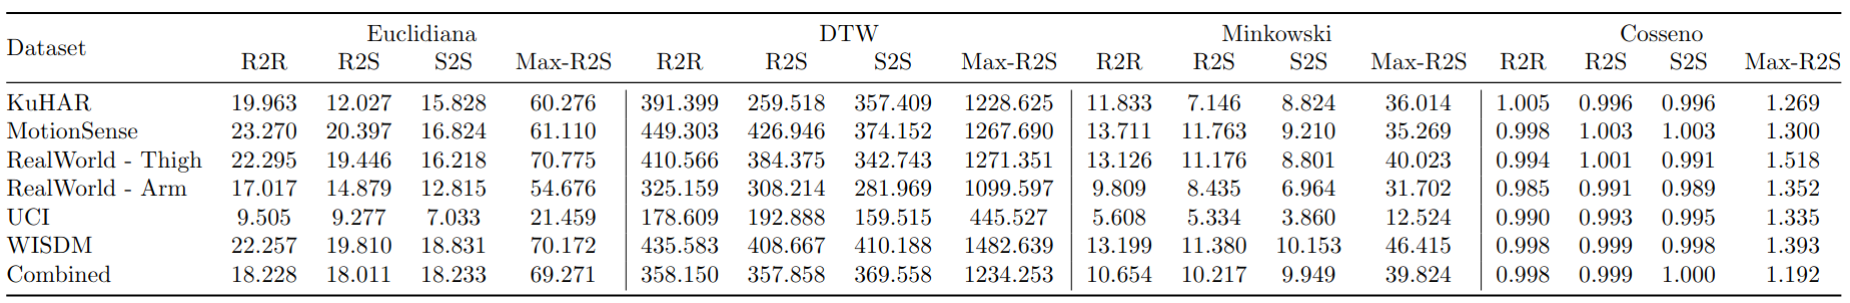 Dataset Euclidiana DTW Minkowski Cosseno
R2R R2S S2S Max-R2S R2R R2S S2S Max-R2S R2R R2S S2S Max-R2S R2R R2S S2S Max-R2S
KuHAR 19.963 12.027 15.828 60.276 391.399 259.518 357.409 1228.625 11.833 7.146 8.824 36.014 1.005 0.996 0.996 1.269
MotionSense 23.270 20.397 16.824 61.110 449.303 426.946 374.152 1267.690 13.711 11.763 9.210 35.269 0.998 1.003 1.003 1.300
RealWorld - Thigh 22.295 19.446 16.218 70.775 410.566 384.375 342.743 1271.351 13.126 11.176 8.801 40.023 0.994 1.001 0.991 1.518
RealWorld - Arm 17.017 14.879 12.815 54.676 325.159 308.214 281.969 1099.597 9.809 8.435 6.964 31.702 0.985 0.991 0.989 1.352
UCI 9.505 9.277 7.033 21.459 178.609 192.888 159.515 445.527 5.608 5.334 3.860 12.524 0.990 0.993 0.995 1.335
WISDM 22.257 19.810 18.831 70.172 435.583 408.667 410.188 1482.639 13.199 11.380 10.153 46.415 0.998 0.999 0.998 1.393
Combined 18.228 18.011 18.233 69.271 358.150 357.858 369.558 1234.253 10.654 10.217 9.949 39.824 0.998 0.999 1.000 1.192